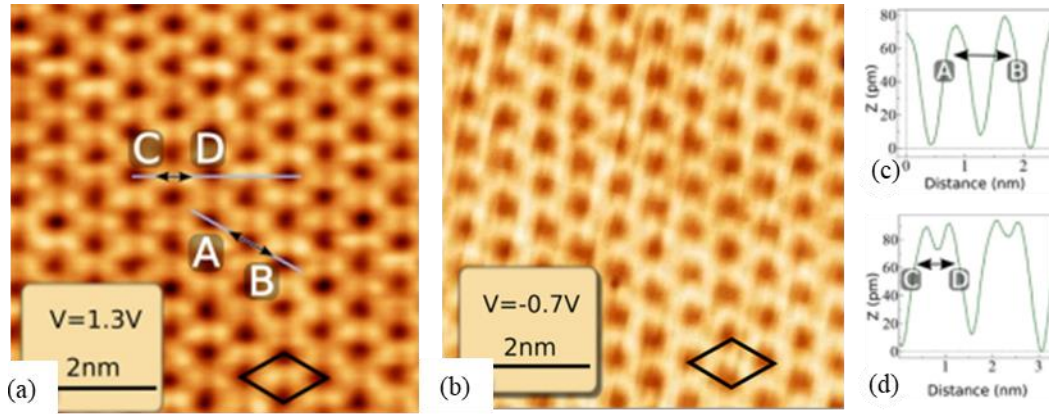 C D
A
B
V=1.3V
2nm
(a)
V=-0.7V
2nm
(b)
80
60
40
20
0
Z (pm)
A B
0 1 2
Distance (nm)
(c)
80
60
40
20
0
Z (pm)
C D
1 2 3
Distance (nm)
(d)